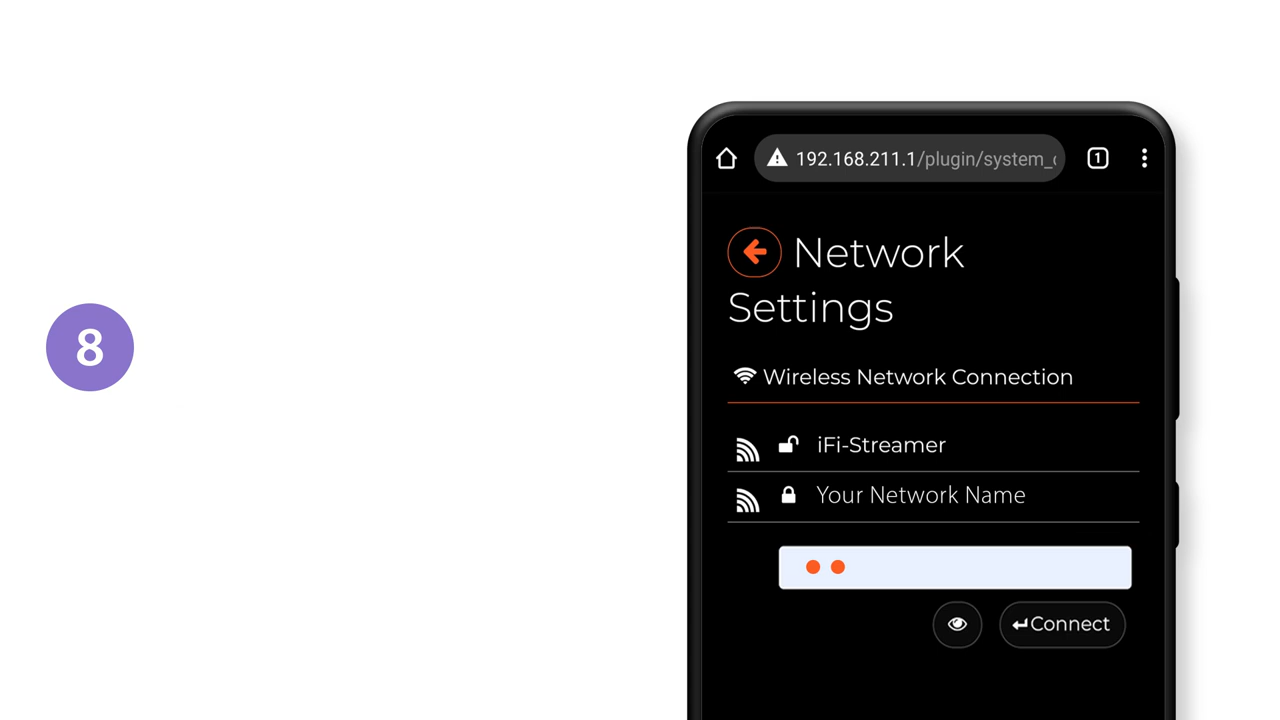 8
192.168.211.1/plugin/system_
1
Network
Settings
Wireless Network Connection
iFi-Streamer
Your Network Name
Connect